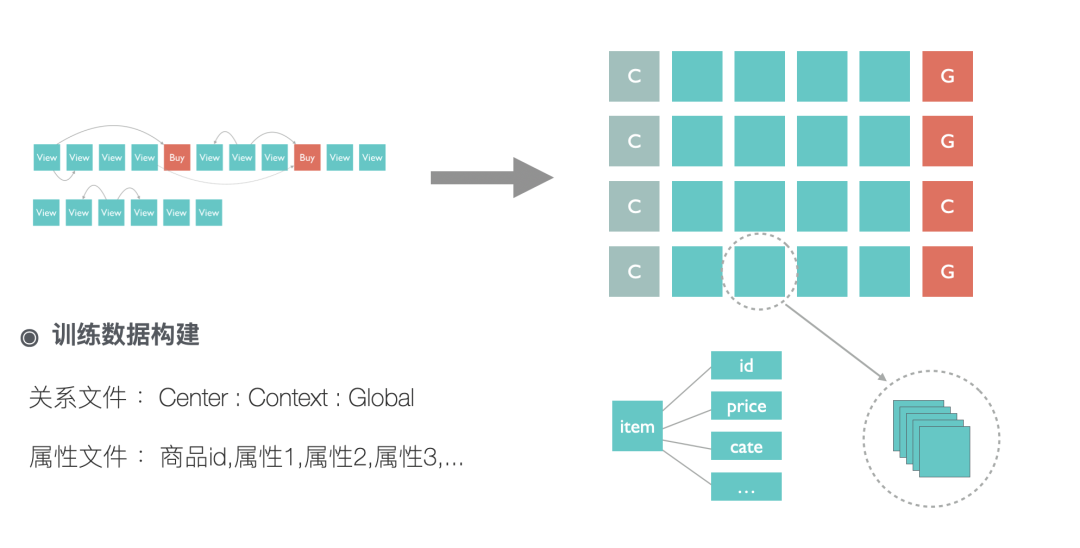 View View View View Buy View View View Buy View View
View View View View View View
◉ 训练数据构建
关系文件： Center : Context : Global
属性文件： 商品id,属性1,属性2,属性3,...
C G
C G
C C
C G
item
id
price
cate
...